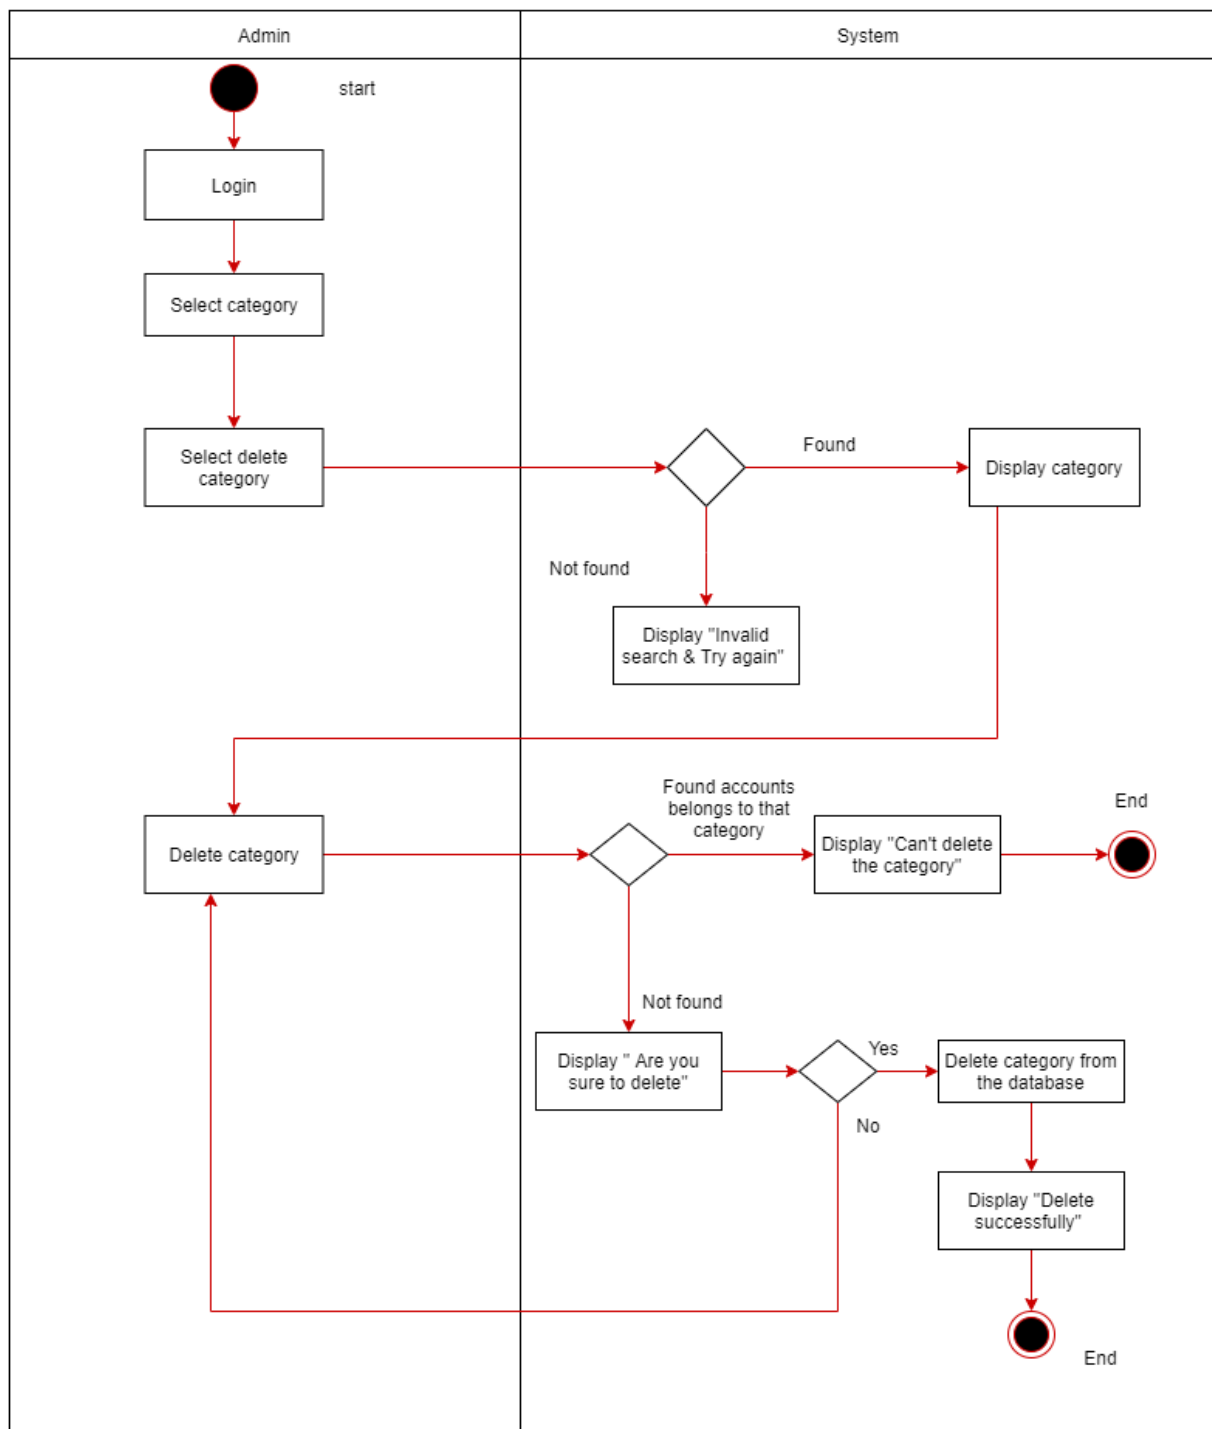 Admin
System
start
Login
Select category
Select delete
category
Found
Display category
Not found
Display "Invalid
search & Try again"
Found accounts
belongs to that
category
End
Delete category
Display "Can't delete
the category"
Not found
Display " Are you
sure to delete"
Yes
Delete category from
the database
No
Display "Delete
successfully"
End